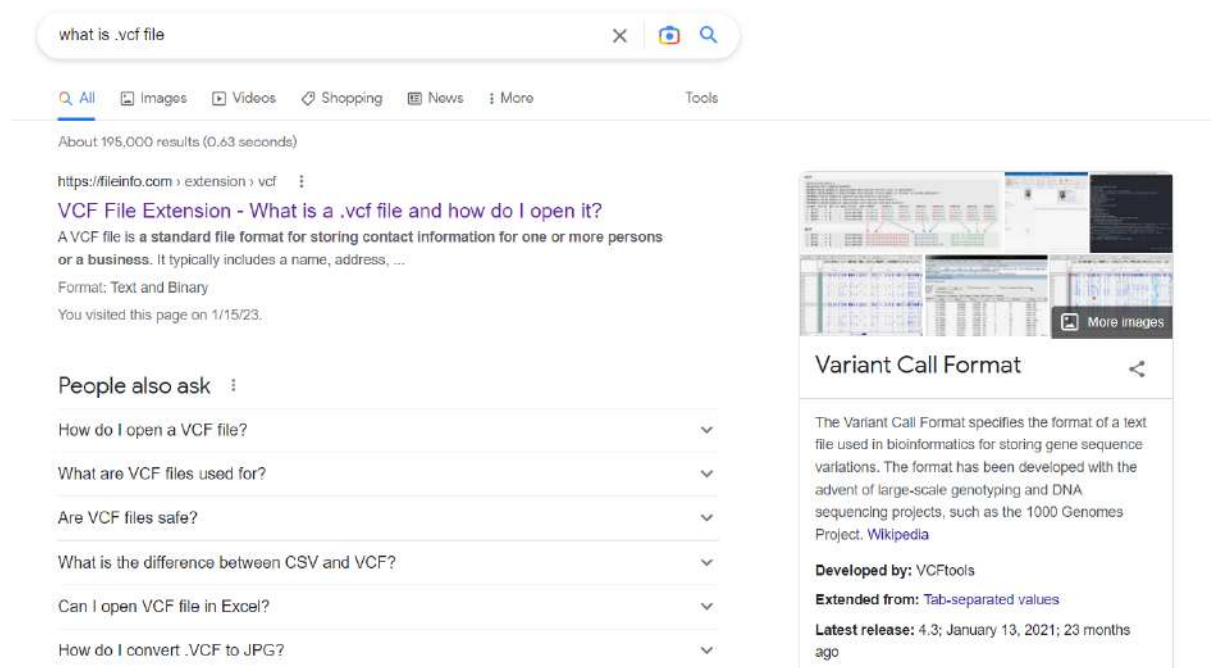 what is .vcf file
All
Images
Videos
Shopping
News
More
Tools
About 195,000 results (0.63 seconds)
https://fileinfo.com › extension › vcf
VCF File Extension - What is a .vcf file and how do I open it?
A VCF file is a standard file format for storing contact information for one or more persons
or a business. It typically includes a name, address, ...
Format: Text and Binary
You visited this page on 1/15/23.
People also ask
How do I open a VCF file?
What are VCF files used for?
Are VCF files safe?
What is the difference between CSV and VCF?
Can I open VCF file in Excel?
How do I convert .VCF to JPG?
More images
Variant Call Format
The Variant Call Format specifies the format of a text
file used in bioinformatics for storing gene sequence
variations. The format has been developed with the
advent of large-scale genotyping and DNA
sequencing projects, such as the 1000 Genomes
Project. Wikipedia
Developed by: VCFtools
Extended from: Tab-separated values
Latest release: 4.3; January 13, 2021; 23 months
ago